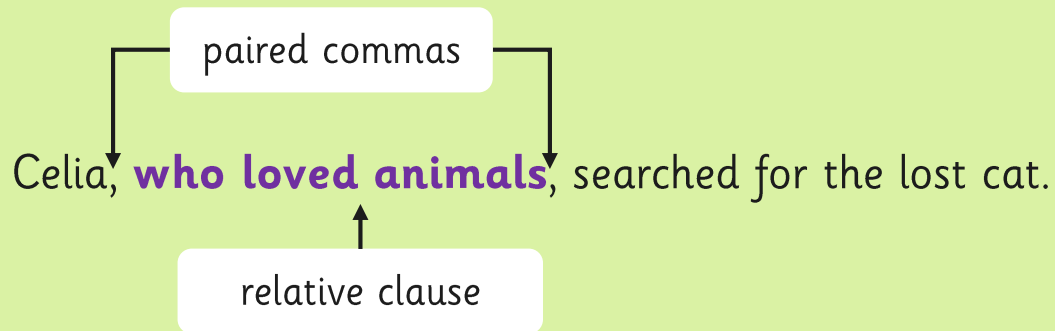 paired commas
Celia, who loved animals, searched for the lost cat.
relative clause